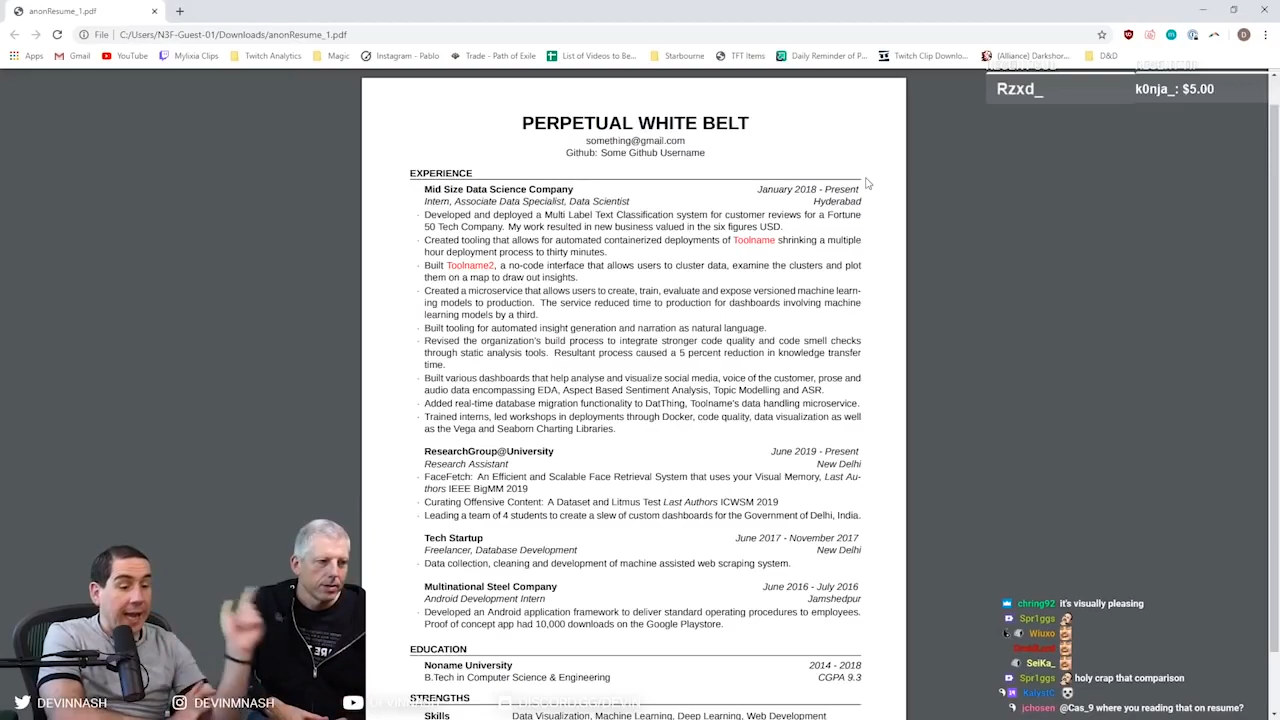 anonResume_1.pdf
File C:/Users/N3F-Guest-01/Downloads/anonResume_1.pdf
Apps Gmail YouTube Mylixia Clips Twitch Analytics Magic Instagram - Pablo Trade - Path of Exile List of Videos to Be... Starbourne TFT Items Daily Reminder of P... Twitch Clip Downlo... (Alliance) Darkshor... D&D
Rzxd_ k0nja_: $5.00
PERPETUAL WHITE BELT
something@gmail.com
Github: Some Github Username
EXPERIENCE
Mid Size Data Science Company January 2018 - Present
Intern, Associate Data Specialist, Data Scientist Hyderabad
· Developed and deployed a Multi Label Text Classification system for customer reviews for a Fortune
50 Tech Company. My work resulted in new business valued in the six figures USD.
· Created tooling that allows for automated containerized deployments of Toolname shrinking a multiple
hour deployment process to thirty minutes.
· Built Toolname2, a no-code interface that allows users to cluster data, examine the clusters and plot
them on a map to draw out insights.
· Created a microservice that allows users to create, train, evaluate and expose versioned machine learn-
ing models to production. The service reduced time to production for dashboards involving machine
learning models by a third.
· Built tooling for automated insight generation and narration as natural language.
· Revised the organization's build process to integrate stronger code quality and code smell checks
through static analysis tools. Resultant process caused a 5 percent reduction in knowledge transfer
time.
· Built various dashboards that help analyse and visualize social media, voice of the customer, prose and
audio data encompassing EDA, Aspect Based Sentiment Analysis, Topic Modelling and ASR.
· Added real-time database migration functionality to DatThing, Toolname's data handling microservice.
· Trained interns, led workshops in deployments through Docker, code quality, data visualization as well
as the Vega and Seaborn Charting Libraries.
ResearchGroup@University June 2019 - Present
Research Assistant New Delhi
· FaceFetch: An Efficient and Scalable Face Retrieval System that uses your Visual Memory, Last Au-
thors IEEE BigMM 2019
· Curating Offensive Content: A Dataset and Litmus Test Last Authors ICWSM 2019
· Leading a team of 4 students to create a slew of custom dashboards for the Government of Delhi, India.
Tech Startup June 2017 - November 2017
Freelancer, Database Development New Delhi
· Data collection, cleaning and development of machine assisted web scraping system.
Multinational Steel Company June 2016 - July 2016
Android Development Intern Jamshedpur
· Developed an Android application framework to deliver standard operating procedures to employees.
Proof of concept app had 10,000 downloads on the Google Playstore.
EDUCATION
Noname University 2014 - 2018
B.Tech in Computer Science & Engineering CGPA 9.3
STRENGTHS
Skills Data Visualization, Machine Learning, Deep Learning, Web Development
chring92 it's visually pleasing
Spr1ggs
Wiuxo
SeiKa_
Spr1ggs holy crap that comparison
KalystC
jchosen @Cas_9 where you reading that on resume?
DEVINNASH DEVINMNASH DEVINNASH DISCORD.GG/DEVIN